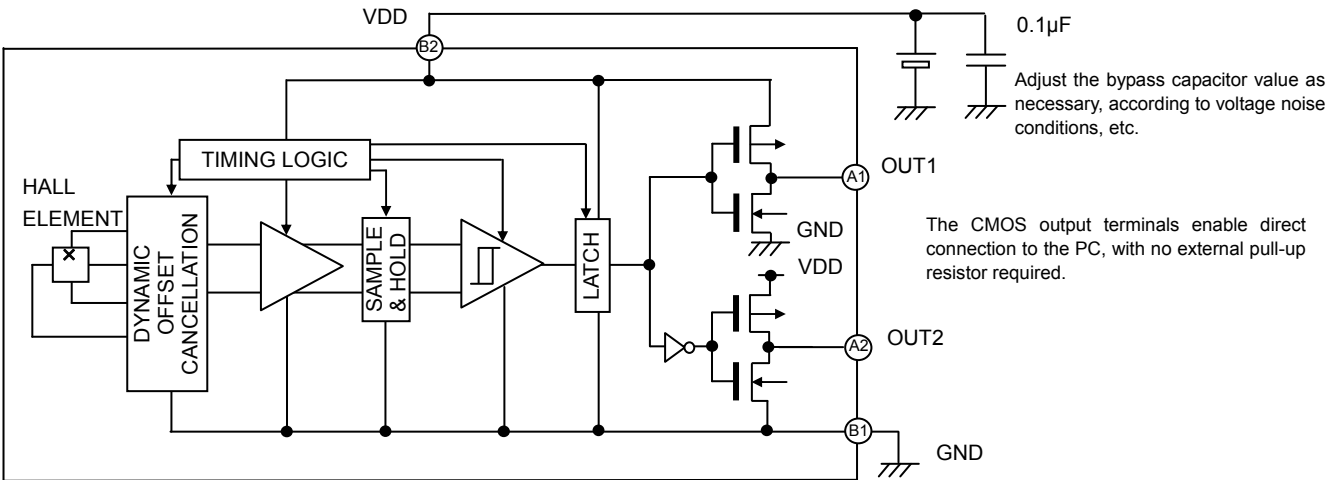 VDD
B2
0.1µF
Adjust the bypass capacitor value as
necessary, according to voltage noise
conditions, etc.
TIMING LOGIC
HALL
ELEMENT
DYNAMIC
OFFSET
CANCELLATION
SAMPLE
& HOLD
LATCH
A1
OUT1
GND
The CMOS output terminals enable direct
connection to the PC, with no external pull-up
resistor required.
VDD
A2
OUT2
B1
GND